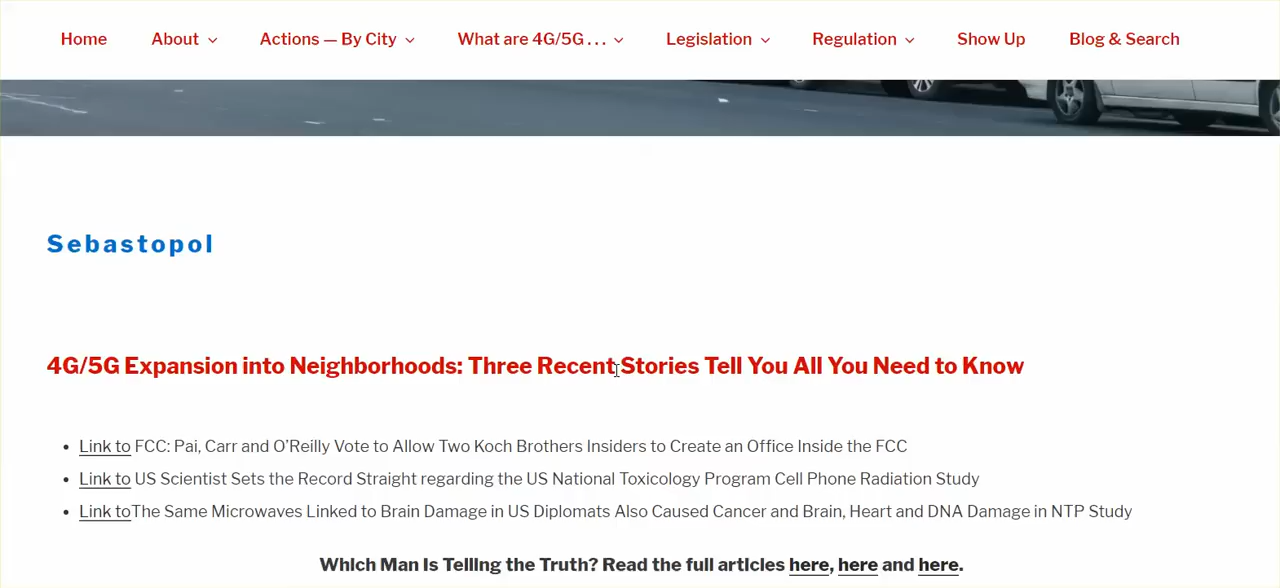 Home About Actions — By City What are 4G/5G . . . Legislation Regulation Show Up Blog & Search
Sebastopol
4G/5G Expansion into Neighborhoods: Three Recent Stories Tell You All You Need to Know
• Link to FCC: Pai, Carr and O’Reilly Vote to Allow Two Koch Brothers Insiders to Create an Office Inside the FCC
• Link to US Scientist Sets the Record Straight regarding the US National Toxicology Program Cell Phone Radiation Study
• Link toThe Same Microwaves Linked to Brain Damage in US Diplomats Also Caused Cancer and Brain, Heart and DNA Damage in NTP Study
Which Man Is Telling the Truth? Read the full articles here, here and here.